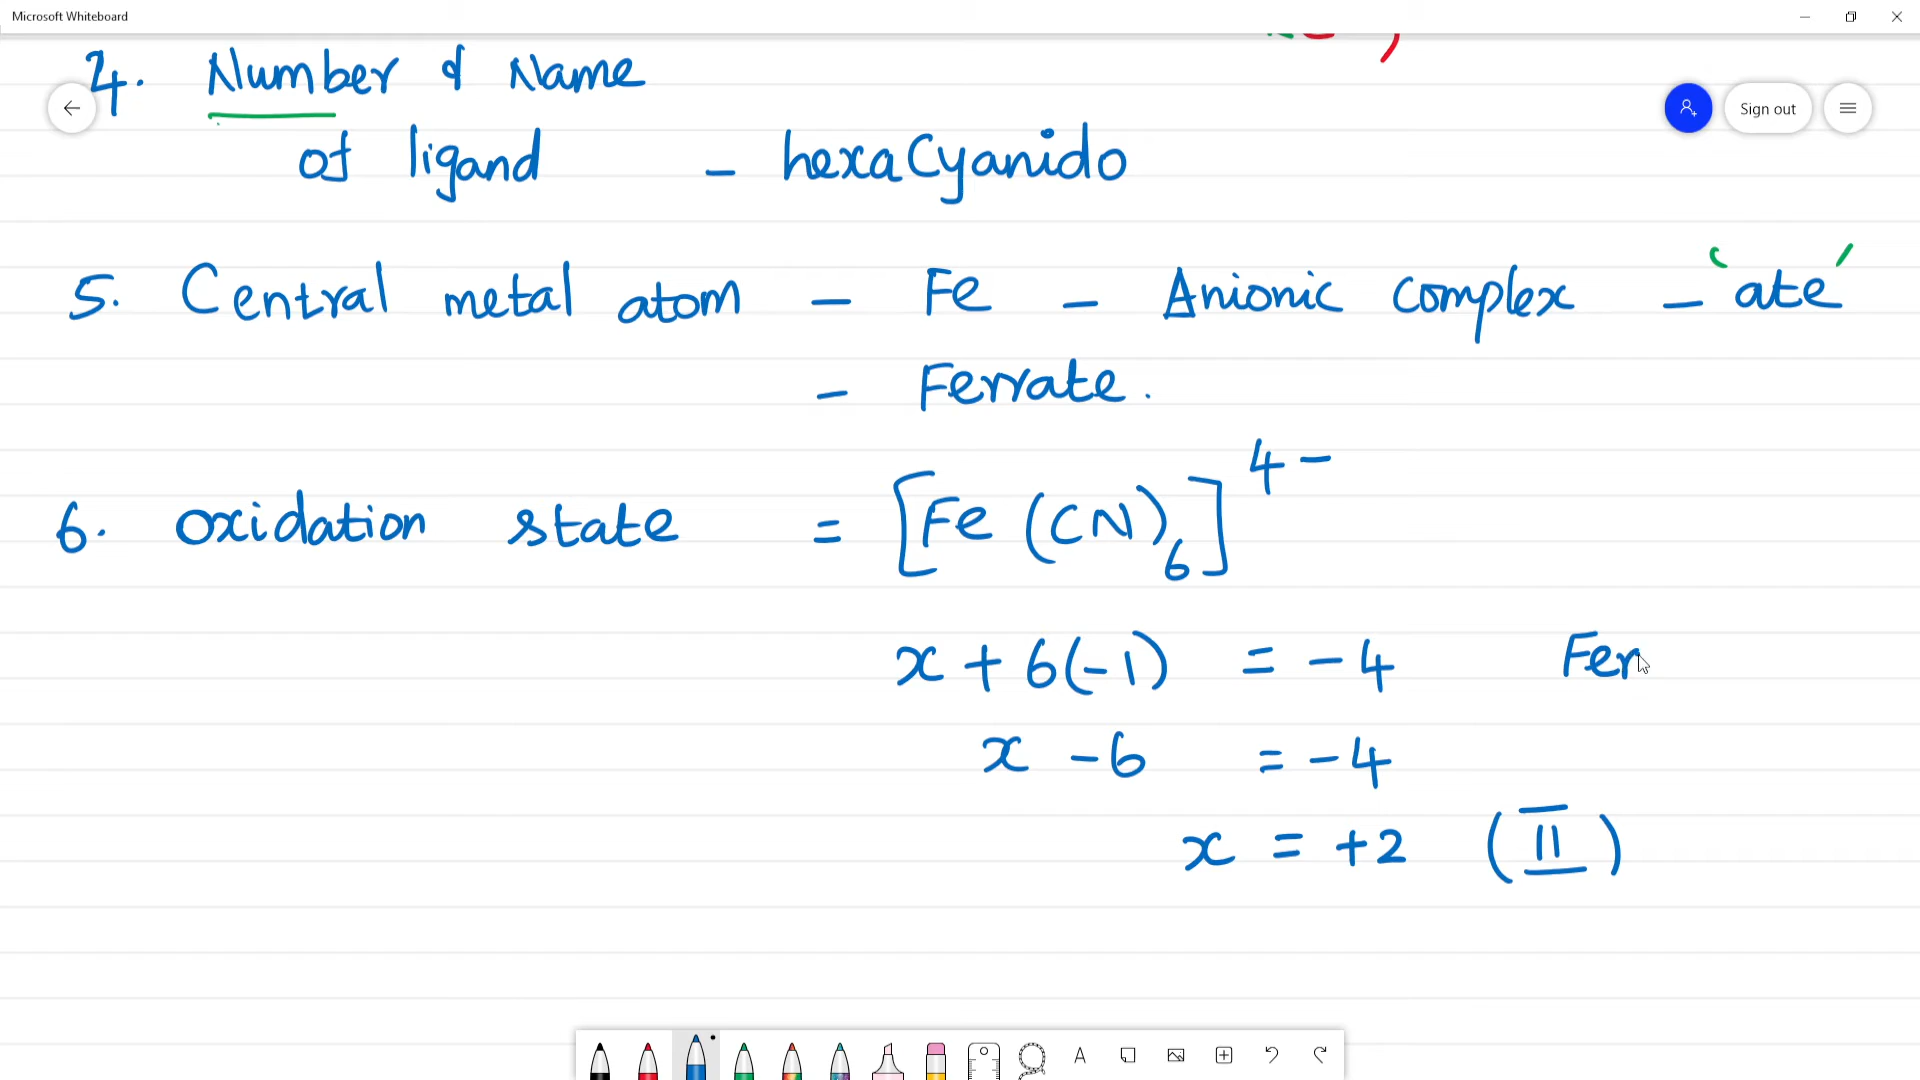 Microsoft Whiteboard
4. Number & Name
of ligand - hexaCyanido
Sign out
5. Central metal atom - Fe - Anionic Complex - 'ate'
- Ferrate.
6. oxidation state = [Fe (CN)6]4-
x + 6(-1) = -4 Fer
x - 6 = -4
x = +2 (II)
A